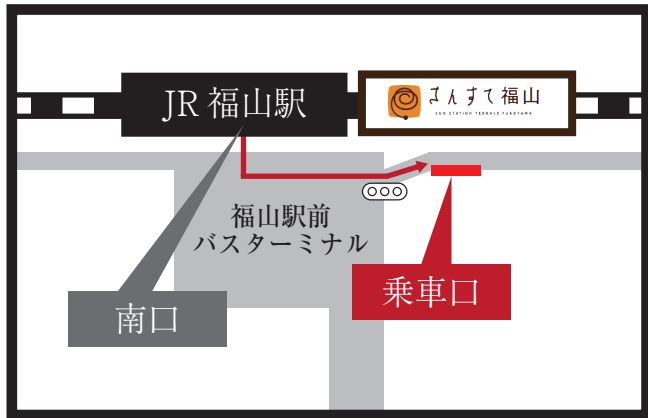 JR 福山駅
さんすて福山
SUN STATION TERRACE FUKUYAMA
福山駅前
バスターミナル
南口
乗車口